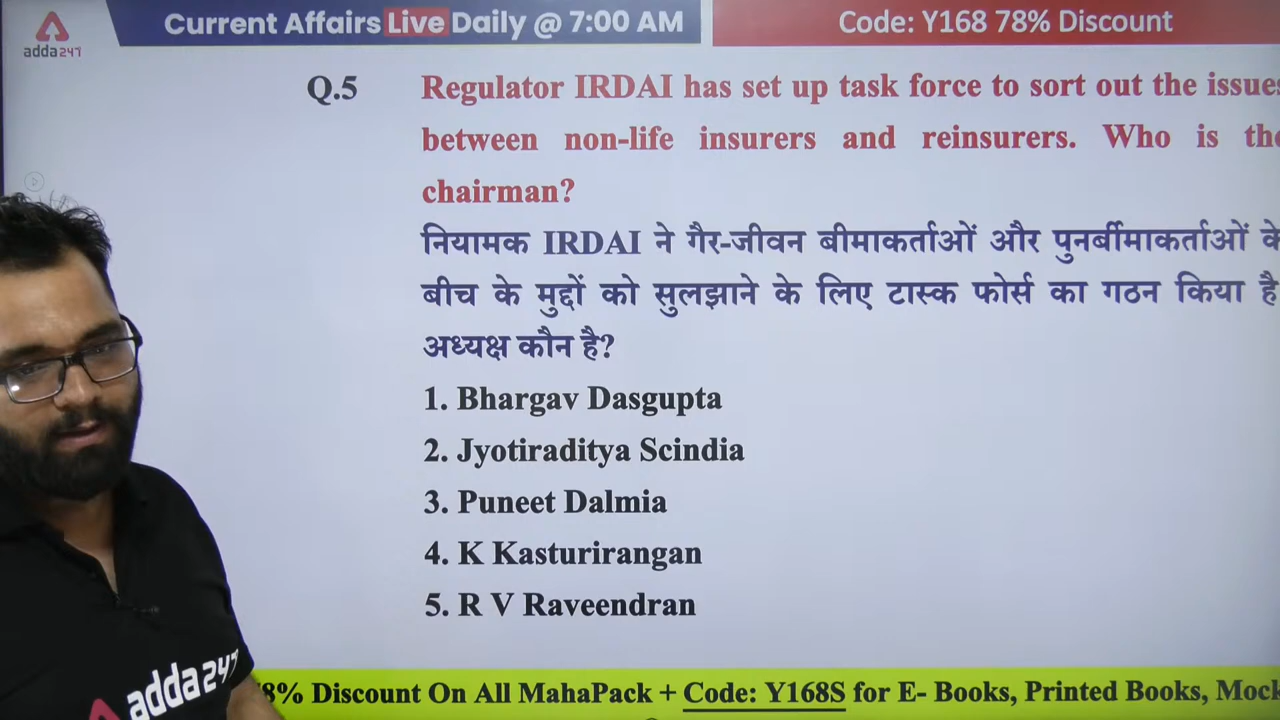 adda247
Current Affairs Live Daily @ 7:00 AM
Code: Y168 78% Discount
Q.5
Regulator IRDAI has set up task force to sort out the issues
between non-life insurers and reinsurers. Who is the
chairman?
नियामक IRDAI ने गैर-जीवन बीमाकर्ताओं और पुनर्बीमाकर्ताओं के
बीच के मुद्दों को सुलझाने के लिए टास्क फोर्स का गठन किया है
अध्यक्ष कौन है?
1. Bhargav Dasgupta
2. Jyotiraditya Scindia
3. Puneet Dalmia
4. K Kasturirangan
5. R V Raveendran
adda247
8% Discount On All MahaPack + Code: Y168S for E- Books, Printed Books, Mock